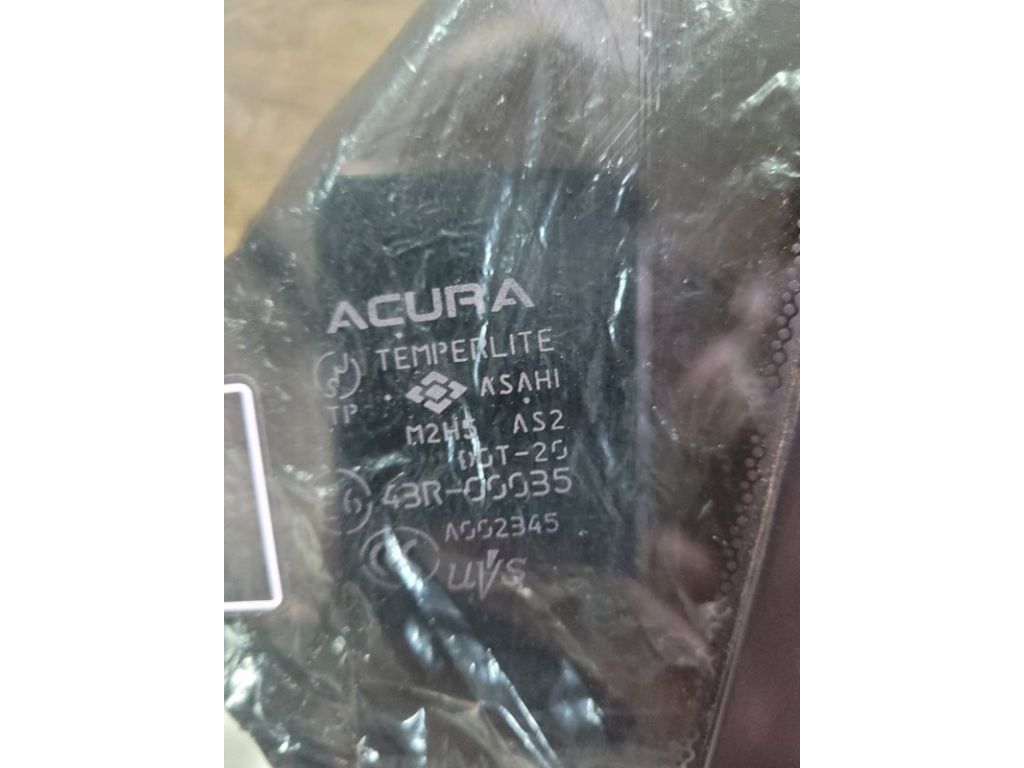 ACURA
TEMPERLITE
TP
ASAHI
M2H5 AS2
DOT-20
43R-00035
A002345
UVS